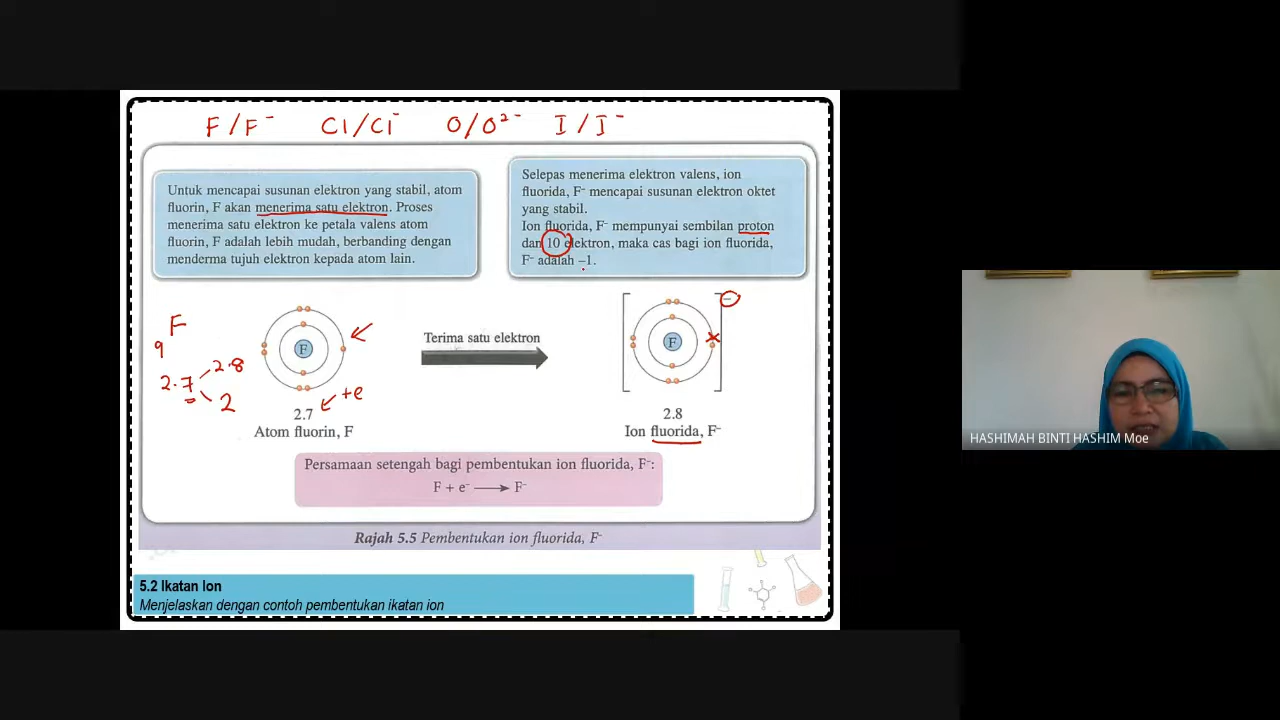 F/F⁻ Cl/Cl⁻ O/O²⁻ I/I⁻
Untuk mencapai susunan elektron yang stabil, atom
fluorin, F akan menerima satu elektron. Proses
menerima satu elektron ke petala valens atom
fluorin, F adalah lebih mudah, berbanding dengan
menderma tujuh elektron kepada atom lain.
Selepas menerima elektron valens, ion
fluorida, F⁻ mencapai susunan elektron oktet
yang stabil.
Ion fluorida, F⁻ mempunyai sembilan proton
dan 10 elektron, maka cas bagi ion fluorida,
F⁻ adalah –1.
F
9
2.7
2.8
2
F
+e
2.7
Atom fluorin, F
Terima satu elektron
F
–
2.8
Ion fluorida, F⁻
Persamaan setengah bagi pembentukan ion fluorida, F⁻:
F + e⁻ ⟶ F⁻
Rajah 5.5 Pembentukan ion fluorida, F⁻
5.2 Ikatan Ion
Menjelaskan dengan contoh pembentukan ikatan ion
HASHIMAH BINTI HASHIM Moe